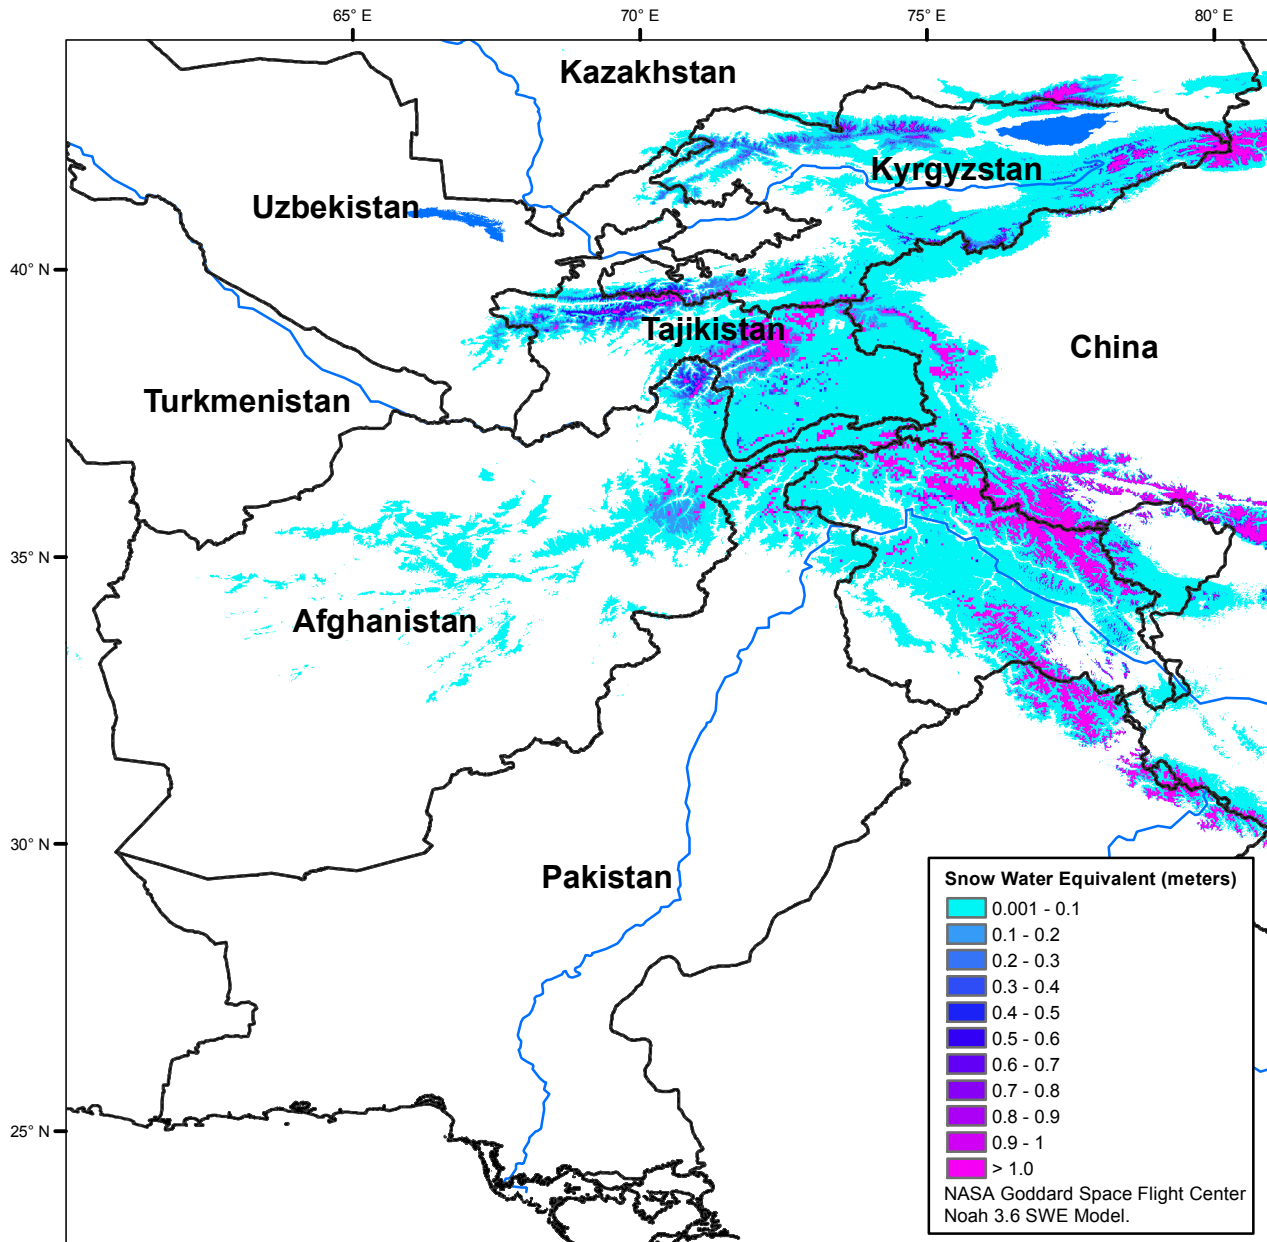 65° E
70° E
75° E
80° E
Kazakhstan
Kyrgyzstan
Uzbekistan
40° N
Tajikistan
China
Turkmenistan
35° N
Afghanistan
30° N
Pakistan
Snow Water Equivalent (meters)
0.001 - 0.1
0.1 - 0.2
0.2 - 0.3
0.3 - 0.4
0.4 - 0.5
0.5 - 0.6
0.6 - 0.7
0.7 - 0.8
0.8 - 0.9
0.9 - 1
> 1.0
25° N
NASA Goddard Space Flight Center
Noah 3.6 SWE Model.